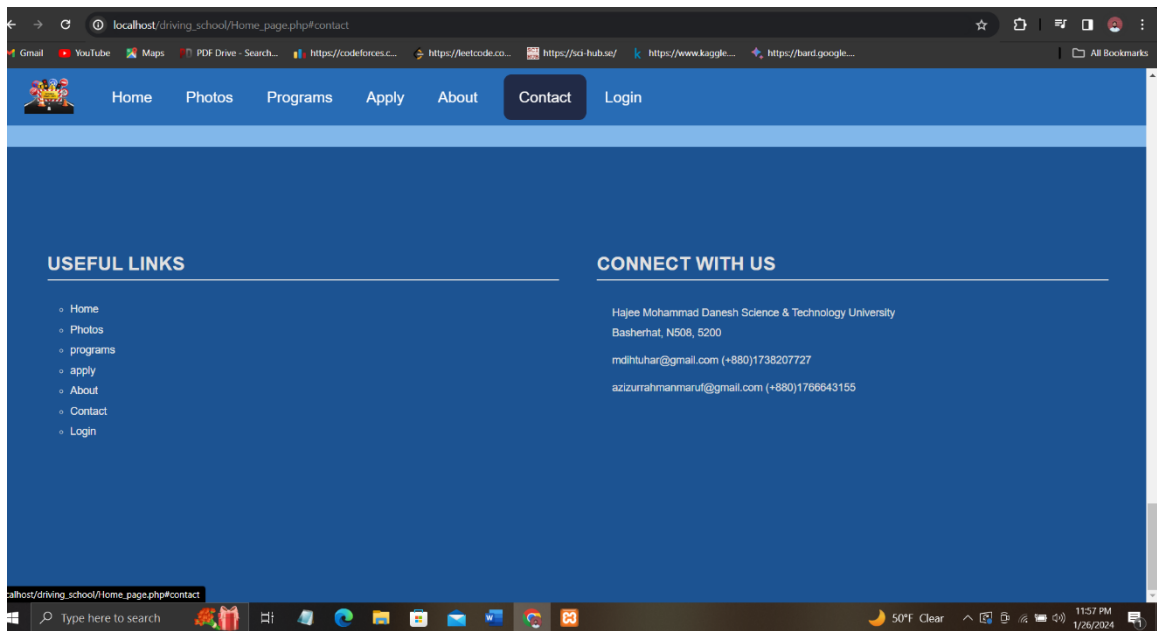 localhost/driving_school/Home_page.php#contact
Gmail YouTube Maps PDF Drive - Search... https://codeforces.c... https://leetcode.co... https://sci-hub.se/ https://www.kaggle.... https://bard.google.... All Bookmarks
Home Photos Programs Apply About Contact Login
USEFUL LINKS
Home
Photos
programs
apply
About
Contact
Login
CONNECT WITH US
Hajee Mohammad Danesh Science & Technology University
Basherhat, N508, 5200
mdihtuhar@gmail.com (+880)1738207727
azizurrahmanmaruf@gmail.com (+880)1766643155
calhost/driving_school/Home_page.php#contact
Type here to search
50°F Clear
11:57 PM
1/26/2024